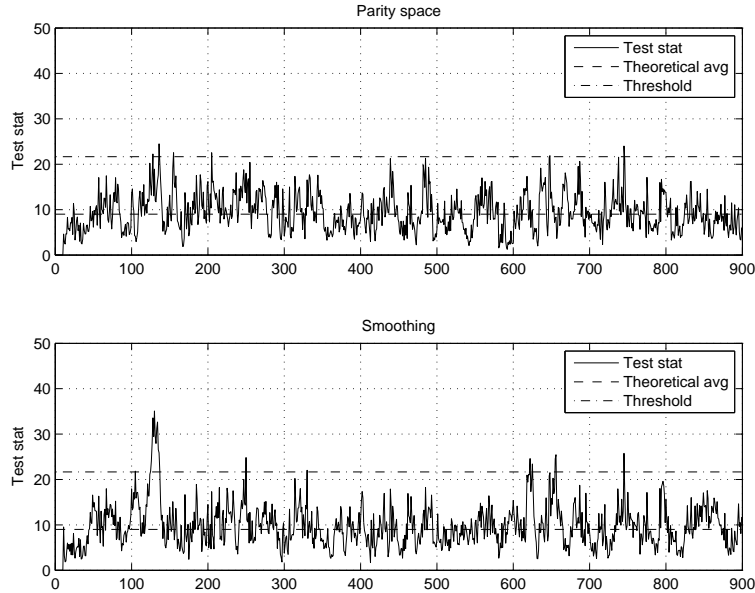 Parity space
50
40
30
20
10
0
Test stat
Test stat
Theoretical avg
Threshold
0 100 200 300 400 500 600 700 800 900
Smoothing
50
40
30
20
10
0
Test stat
Test stat
Theoretical avg
Threshold
0 100 200 300 400 500 600 700 800 900